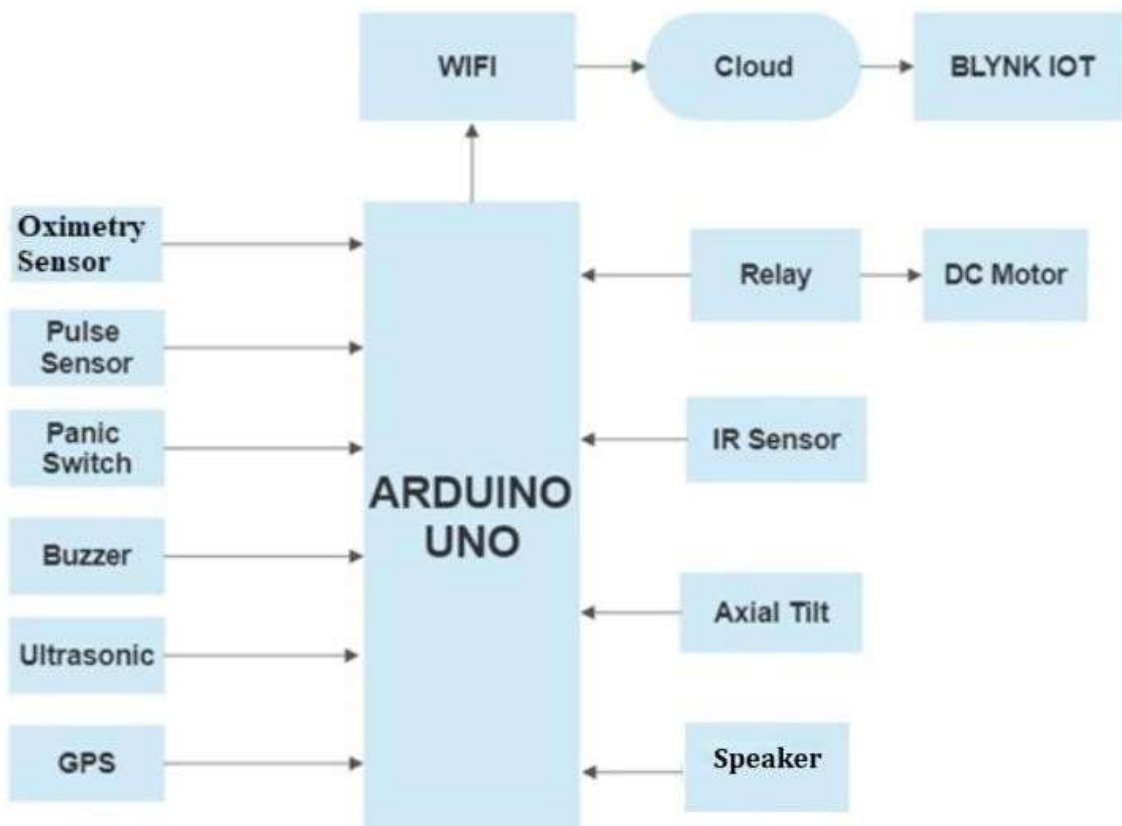 WIFI
Cloud
BLYNK IOT
Oximetry
Sensor
Pulse
Sensor
Panic
Switch
Buzzer
Ultrasonic
GPS
ARDUINO
UNO
Relay
DC Motor
IR Sensor
Axial Tilt
Speaker